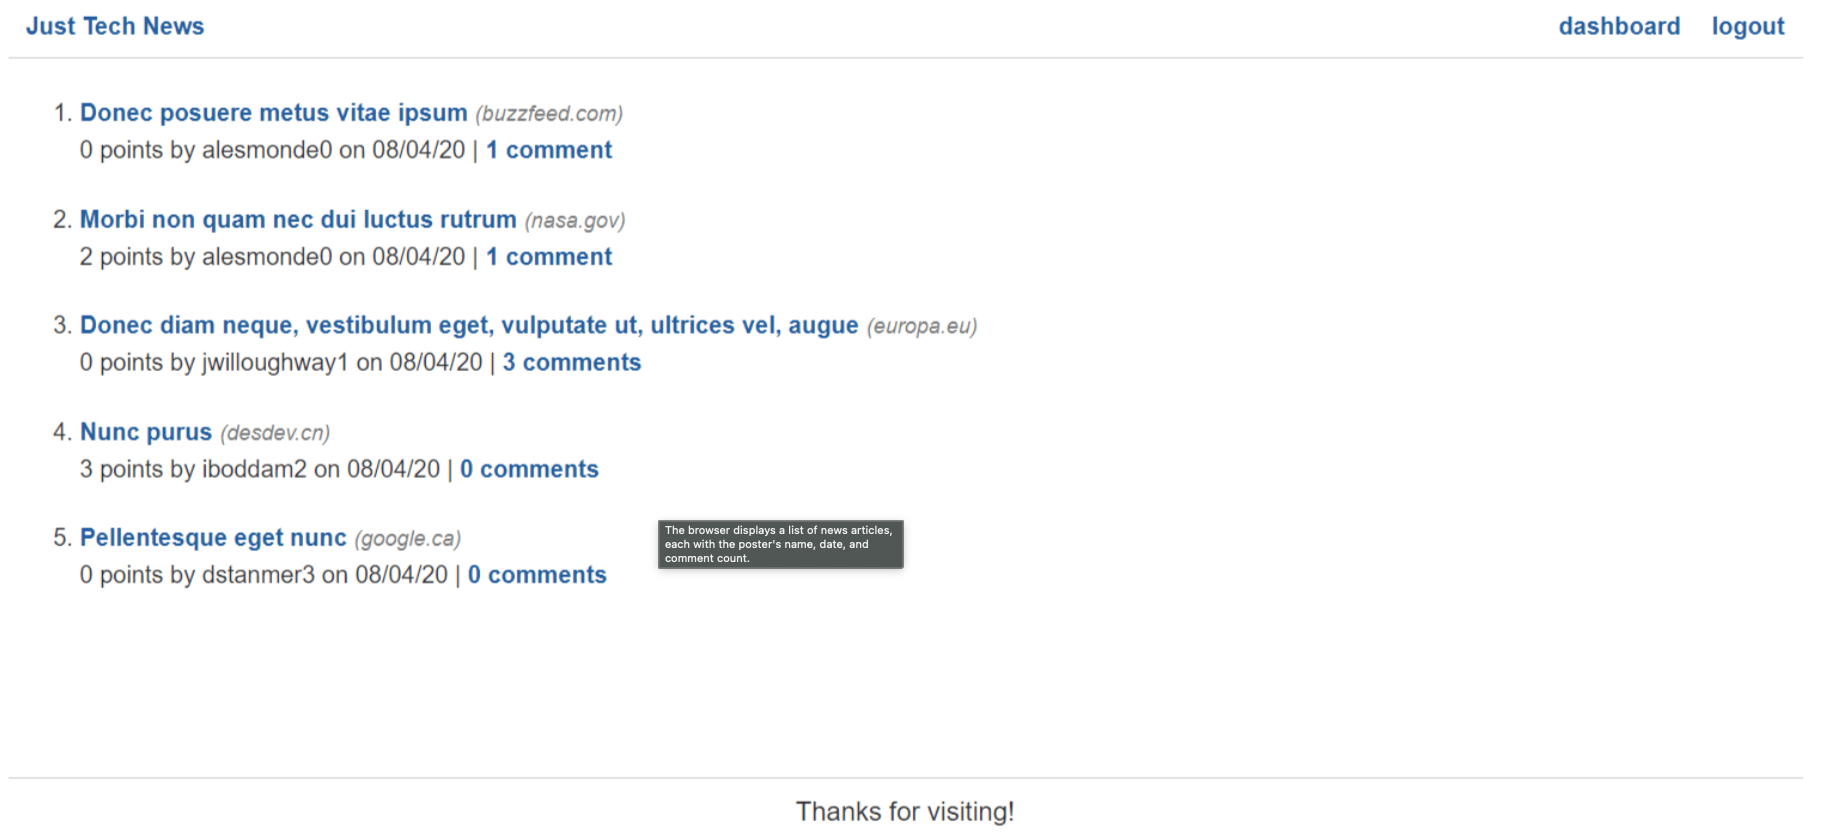 Just Tech News
dashboard
logout
1. Donec posuere metus vitae ipsum (buzzfeed.com)
0 points by alesmonde0 on 08/04/20 | 1 comment
2. Morbi non quam nec dui luctus rutrum (nasa.gov)
2 points by alesmonde0 on 08/04/20 | 1 comment
3. Donec diam neque, vestibulum eget, vulputate ut, ultrices vel, augue (europa.eu)
0 points by jwilloughway1 on 08/04/20 | 3 comments
4. Nunc purus (desdev.cn)
3 points by iboddam2 on 08/04/20 | 0 comments
5. Pellentesque eget nunc (google.ca)
0 points by dstanmer3 on 08/04/20 | 0 comments
The browser displays a list of news articles,
each with the poster's name, date, and
comment count.
Thanks for visiting!